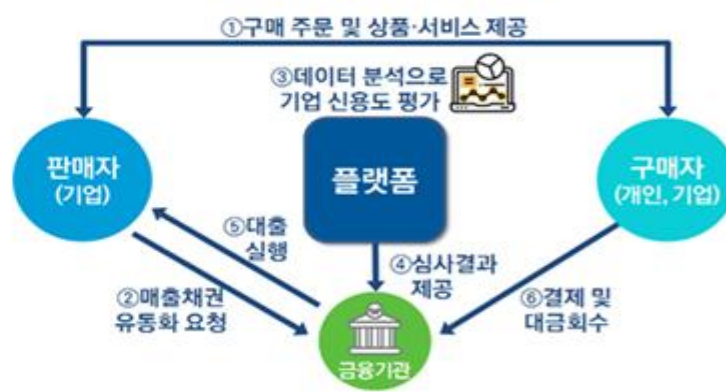 ①구매 주문 및 상품·서비스 제공
③데이터 분석으로
기업 신용도 평가
판매자
(기업)
플랫폼
구매자
(개인, 기업)
⑤대출
실행
④심사결과
제공
②매출채권
유동화 요청
⑥결제 및
대금회수
금융기관